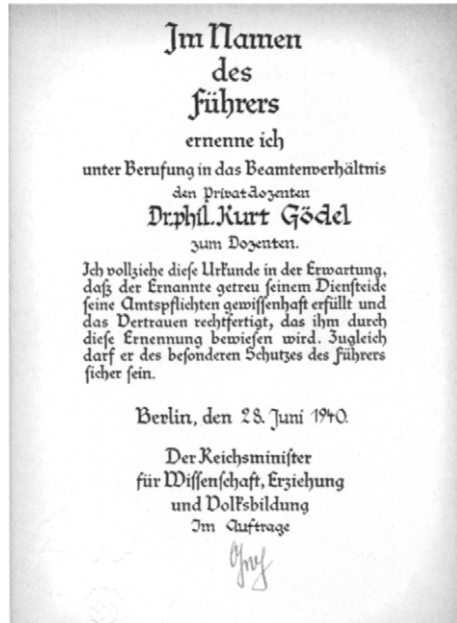 Im Namen
des
Führers
ernenne ich
unter Berufung in das Beamtenverhältnis
den Privatdozenten
Dr. phil. Kurt Gödel
zum Dozenten.
Ich vollziehe diese Urkunde in der Erwartung,
daß der Ernannte getreu seinem Diensteide
seine Amtspflichten gewissenhaft erfüllt und
das Vertrauen rechtfertigt, das ihm durch
diese Ernennung bewiesen wird. Zugleich
darf er des besonderen Schutzes des Führers
sicher sein.
Berlin, den 28. Juni 1940.
Der Reichsminister
für Wissenschaft, Erziehung
und Volksbildung
Im Auftrage